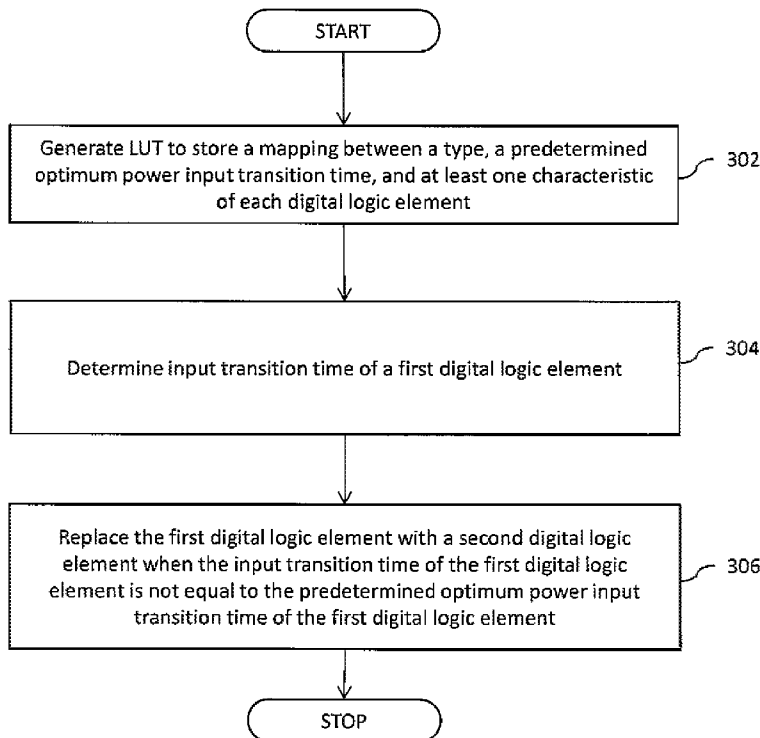 START
Generate LUT to store a mapping between a type, a predetermined
optimum power input transition time, and at least one characteristic
of each digital logic element
302
Determine input transition time of a first digital logic element
304
Replace the first digital logic element with a second digital logic
element when the input transition time of the first digital logic
element is not equal to the predetermined optimum power input
transition time of the first digital logic element
306
STOP